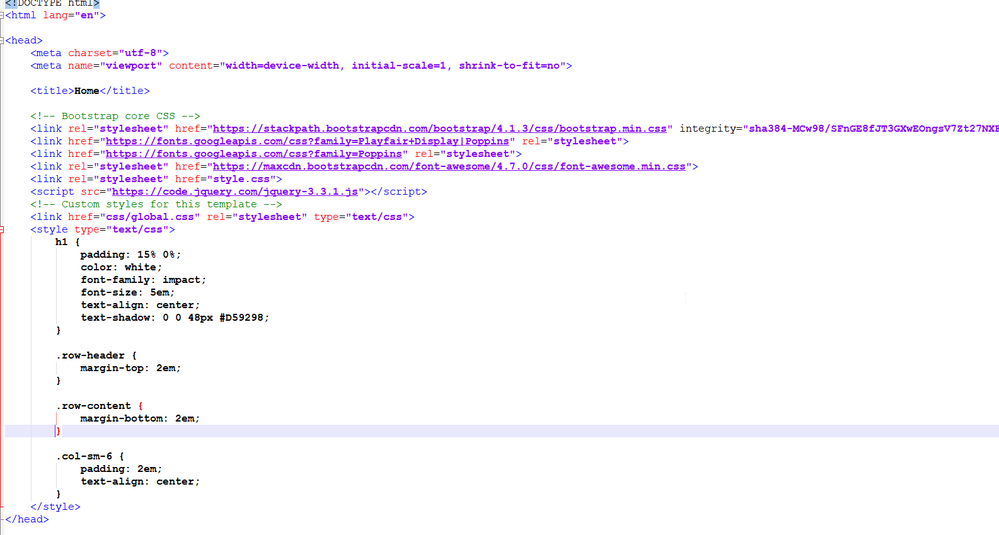 <!DOCTYPE html>
<html lang="en">
<head>
<meta charset="utf-8">
<meta name="viewport" content="width=device-width, initial-scale=1, shrink-to-fit=no">
<title>Home</title>
<!-- Bootstrap core CSS -->
<link rel="stylesheet" href="https://stackpath.bootstrapcdn.com/bootstrap/4.1.3/css/bootstrap.min.css" integrity="sha384-MCw98/SFnGE8fJT3GXwEOngsV7Zt27NXF
<link href="https://fonts.googleapis.com/css?family=Playfair+Display|Poppins" rel="stylesheet">
<link href="https://fonts.googleapis.com/css?family=Poppins" rel="stylesheet">
<link rel="stylesheet" href="https://maxcdn.bootstrapcdn.com/font-awesome/4.7.0/css/font-awesome.min.css">
<link rel="stylesheet" href="style.css">
<script src="https://code.jquery.com/jquery-3.3.1.js"></script>
<!-- Custom styles for this template -->
<link href="css/global.css" rel="stylesheet" type="text/css">
<style type="text/css">
h1 {
padding: 15% 0%;
color: white;
font-family: impact;
font-size: 5em;
text-align: center;
text-shadow: 0 0 48px #D59298;
}
.row-header {
margin-top: 2em;
}
.row-content {
margin-bottom: 2em;
}
.col-sm-6 {
padding: 2em;
text-align: center;
}
</style>
</head>